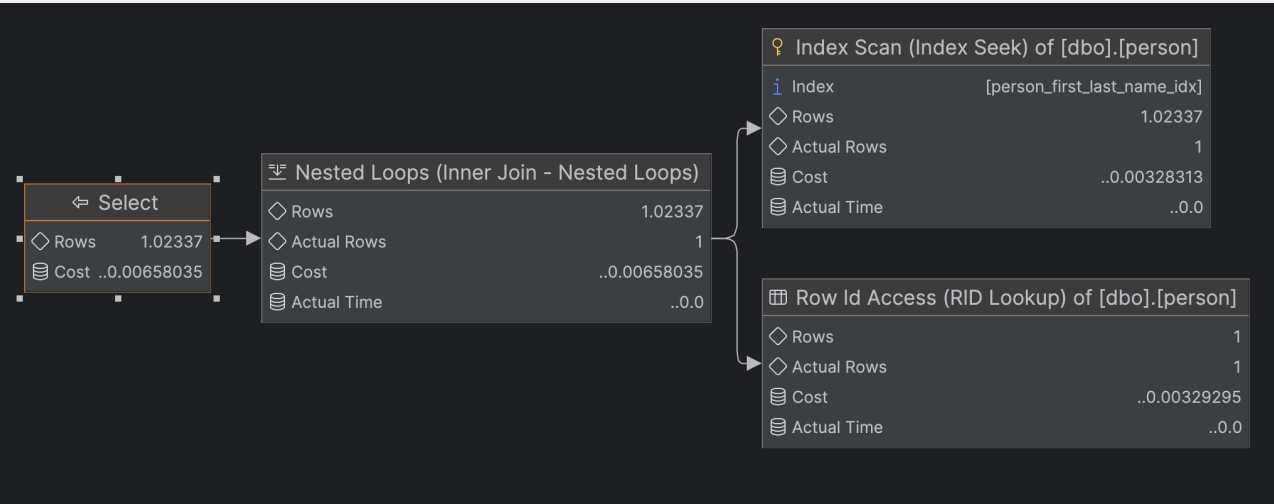 Select
Rows 1.02337
Cost ..0.00658035
Nested Loops (Inner Join - Nested Loops)
Rows 1.02337
Actual Rows 1
Cost ..0.00658035
Actual Time ..0.0
Index Scan (Index Seek) of [dbo].[person]
i Index [person_first_last_name_idx]
Rows 1.02337
Actual Rows 1
Cost ..0.00328313
Actual Time ..0.0
Row Id Access (RID Lookup) of [dbo].[person]
Rows 1
Actual Rows 1
Cost ..0.00329295
Actual Time ..0.0